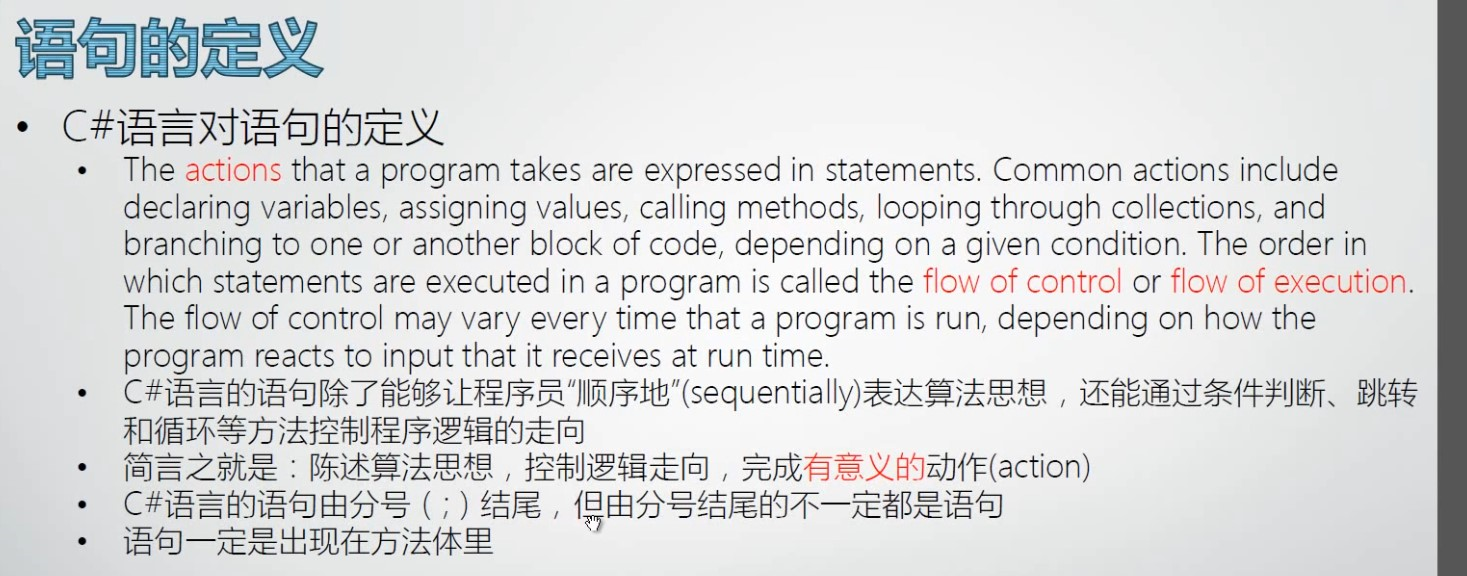 语句的定义
• C#语言对语句的定义
• The actions that a program takes are expressed in statements. Common actions include
declaring variables, assigning values, calling methods, looping through collections, and
branching to one or another block of code, depending on a given condition. The order in
which statements are executed in a program is called the flow of control or flow of execution.
The flow of control may vary every time that a program is run, depending on how the
program reacts to input that it receives at run time.
• C#语言的语句除了能够让程序员“顺序地”(sequentially)表达算法思想，还能通过条件判断、跳转
和循环等方法控制程序逻辑的走向
• 简言之就是：陈述算法思想，控制逻辑走向，完成有意义的动作(action)
• C#语言的语句由分号（；）结尾，但由分号结尾的不一定都是语句
• 语句一定是出现在方法体里